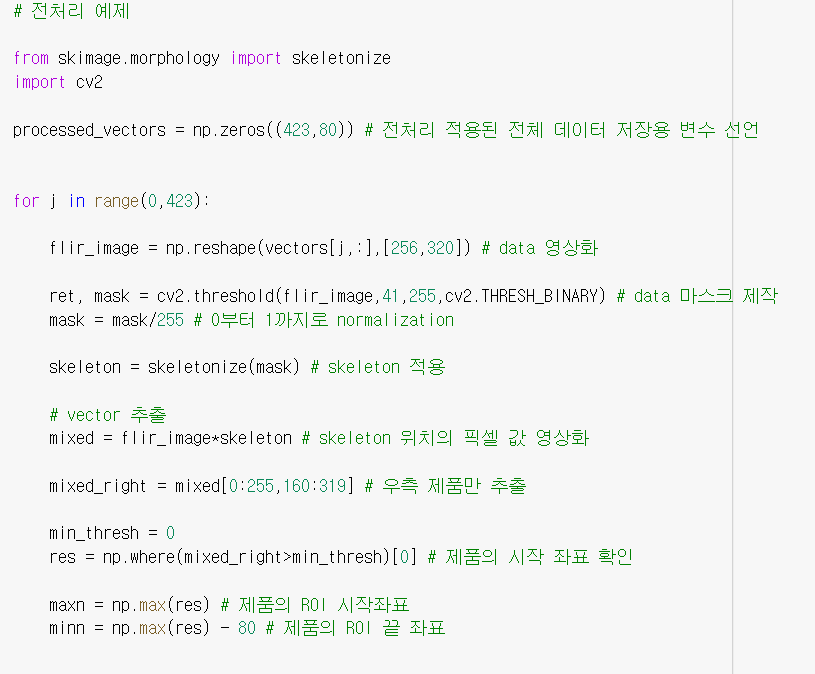 # 전처리 예제
from skimage.morphology import skeletonize
import cv2
processed_vectors = np.zeros((423,80)) # 전처리 적용된 전체 데이터 저장용 변수 선언
for j in range(0,423):
flir_image = np.reshape(vectors[j,:],[256,320]) # data 영상화
ret, mask = cv2.threshold(flir_image,41,255,cv2.THRESH_BINARY) # data 마스크 제작
mask = mask/255 # 0부터 1까지로 normalization
skeleton = skeletonize(mask) # skeleton 적용
# vector 추출
mixed = flir_image*skeleton # skeleton 위치의 픽셀 값 영상화
mixed_right = mixed[0:255,160:319] # 우측 제품만 추출
min_thresh = 0
res = np.where(mixed_right>min_thresh)[0] # 제품의 시작 좌표 확인
maxn = np.max(res) # 제품의 ROI 시작좌표
minn = np.max(res) - 80 # 제품의 ROI 끝 좌표